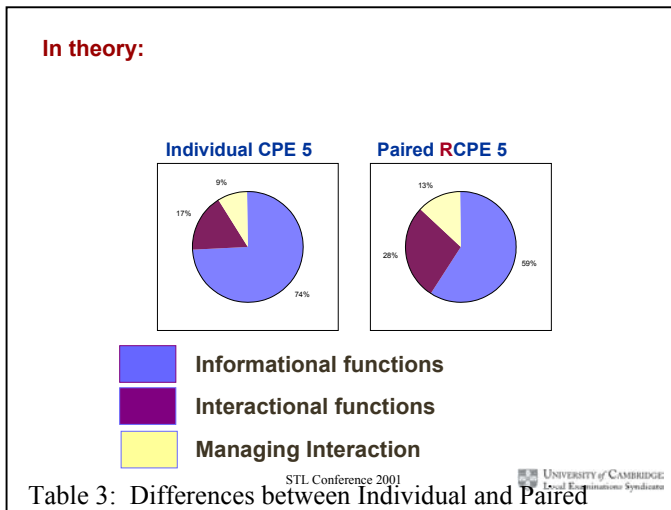 In theory:
Individual CPE 5
Paired RCPE 5
9%
17%
74%
13%
28%
59%
Informational functions
Interactional functions
Managing Interaction
STL Conference 2001
UNIVERSITY of CAMBRIDGE
Local Examinations Syndicate
Table 3: Differences between Individual and Paired